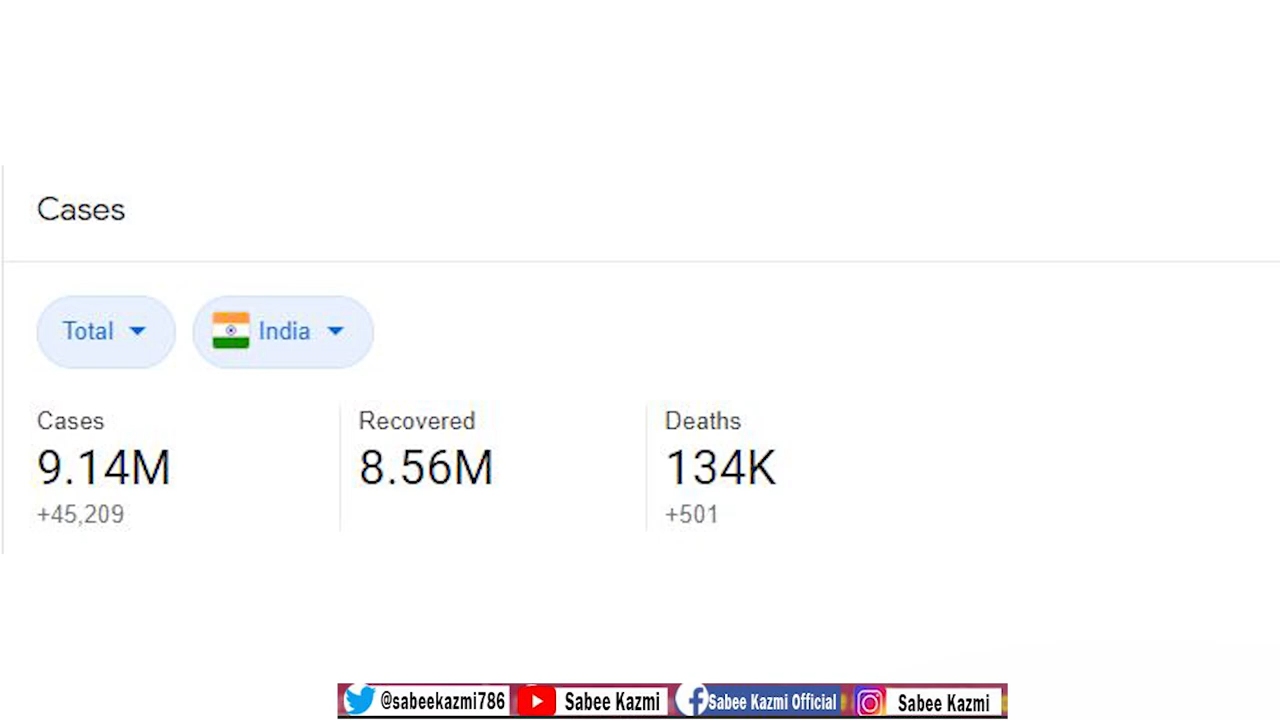 Cases
Total India
Cases Recovered Deaths
9.14M 8.56M 134K
+45,209 +501
@sabeekazmi786 Sabee Kazmi Sabee Kazmi Official Sabee Kazmi